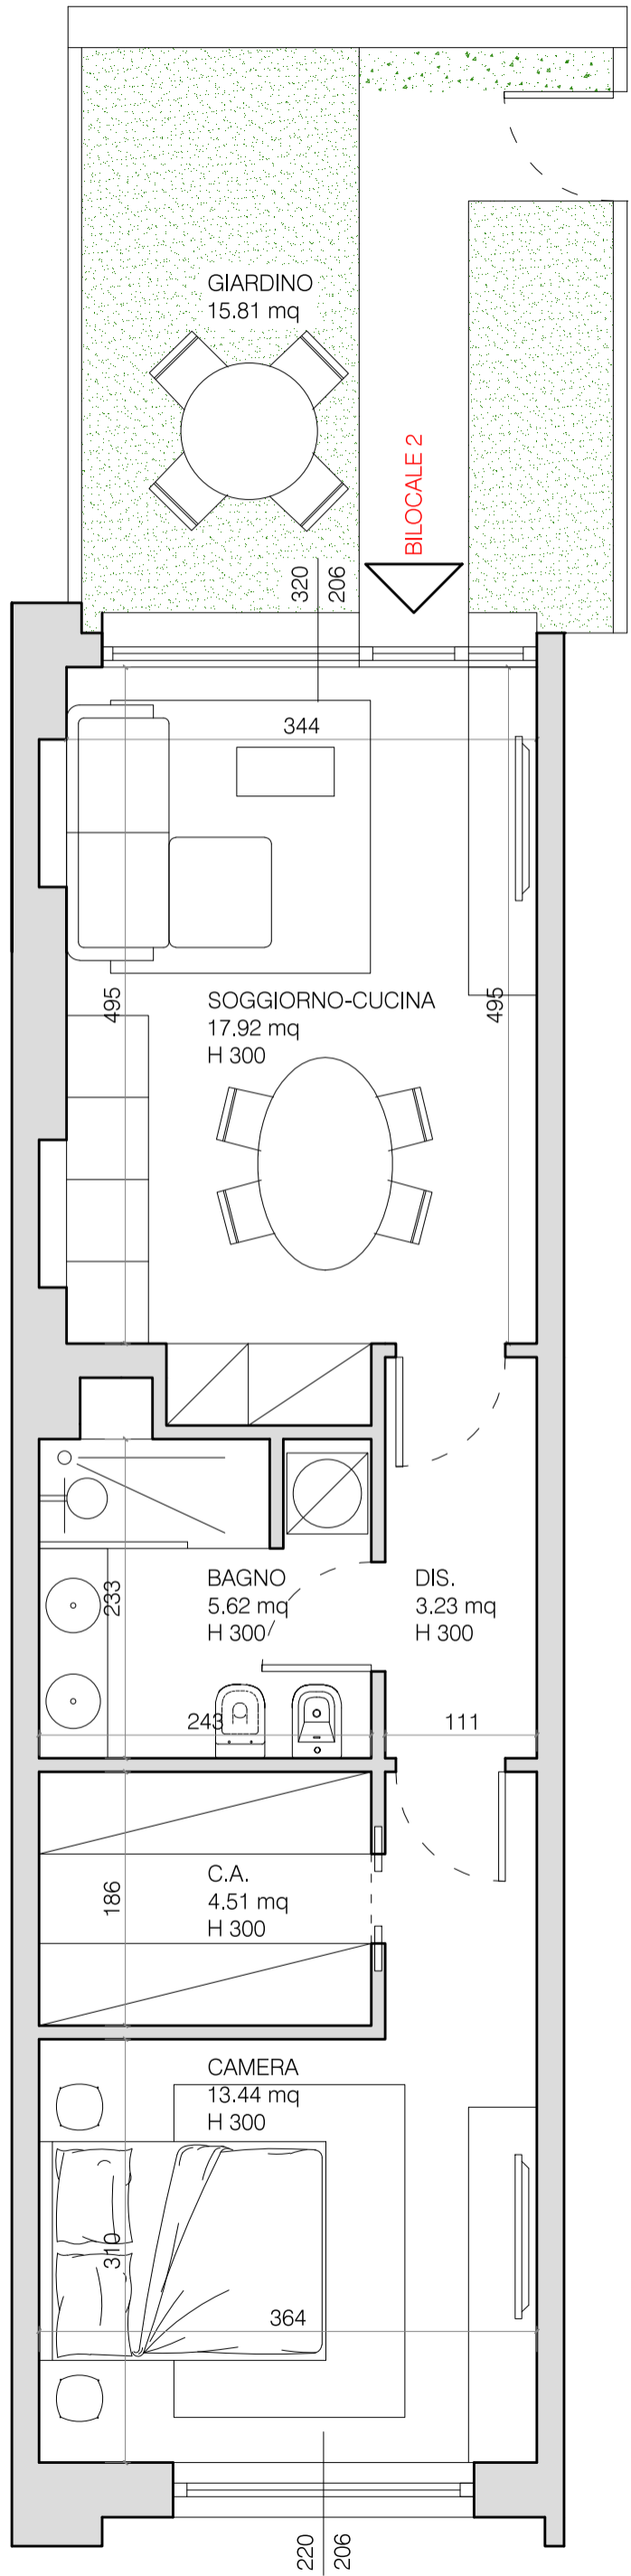 GIARDINO
15.81 mq
BILOCALE 2
320
206
344
495
SOGGIORNO-CUCINA
17.92 mq
H 300
495
BAGNO
5.62 mq
H 300
233
DIS.
3.23 mq
H 300
243
111
C.A.
4.51 mq
H 300
186
CAMERA
13.44 mq
H 300
310
364
220
206